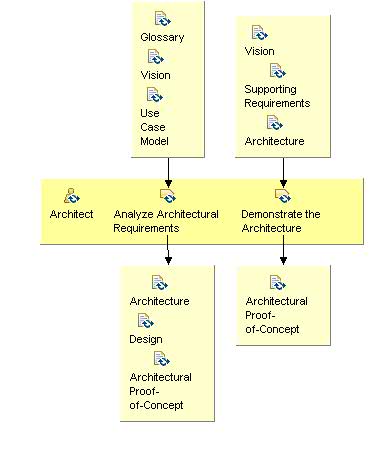 Glossary
Vision
Use
Case
Model
Vision
Supporting
Requirements
Architecture
Architect
Analyze Architectural
Requirements
Demonstrate the
Architecture
Architecture
Design
Architectural
Proof-
of-Concept
Architectural
Proof-
of-Concept